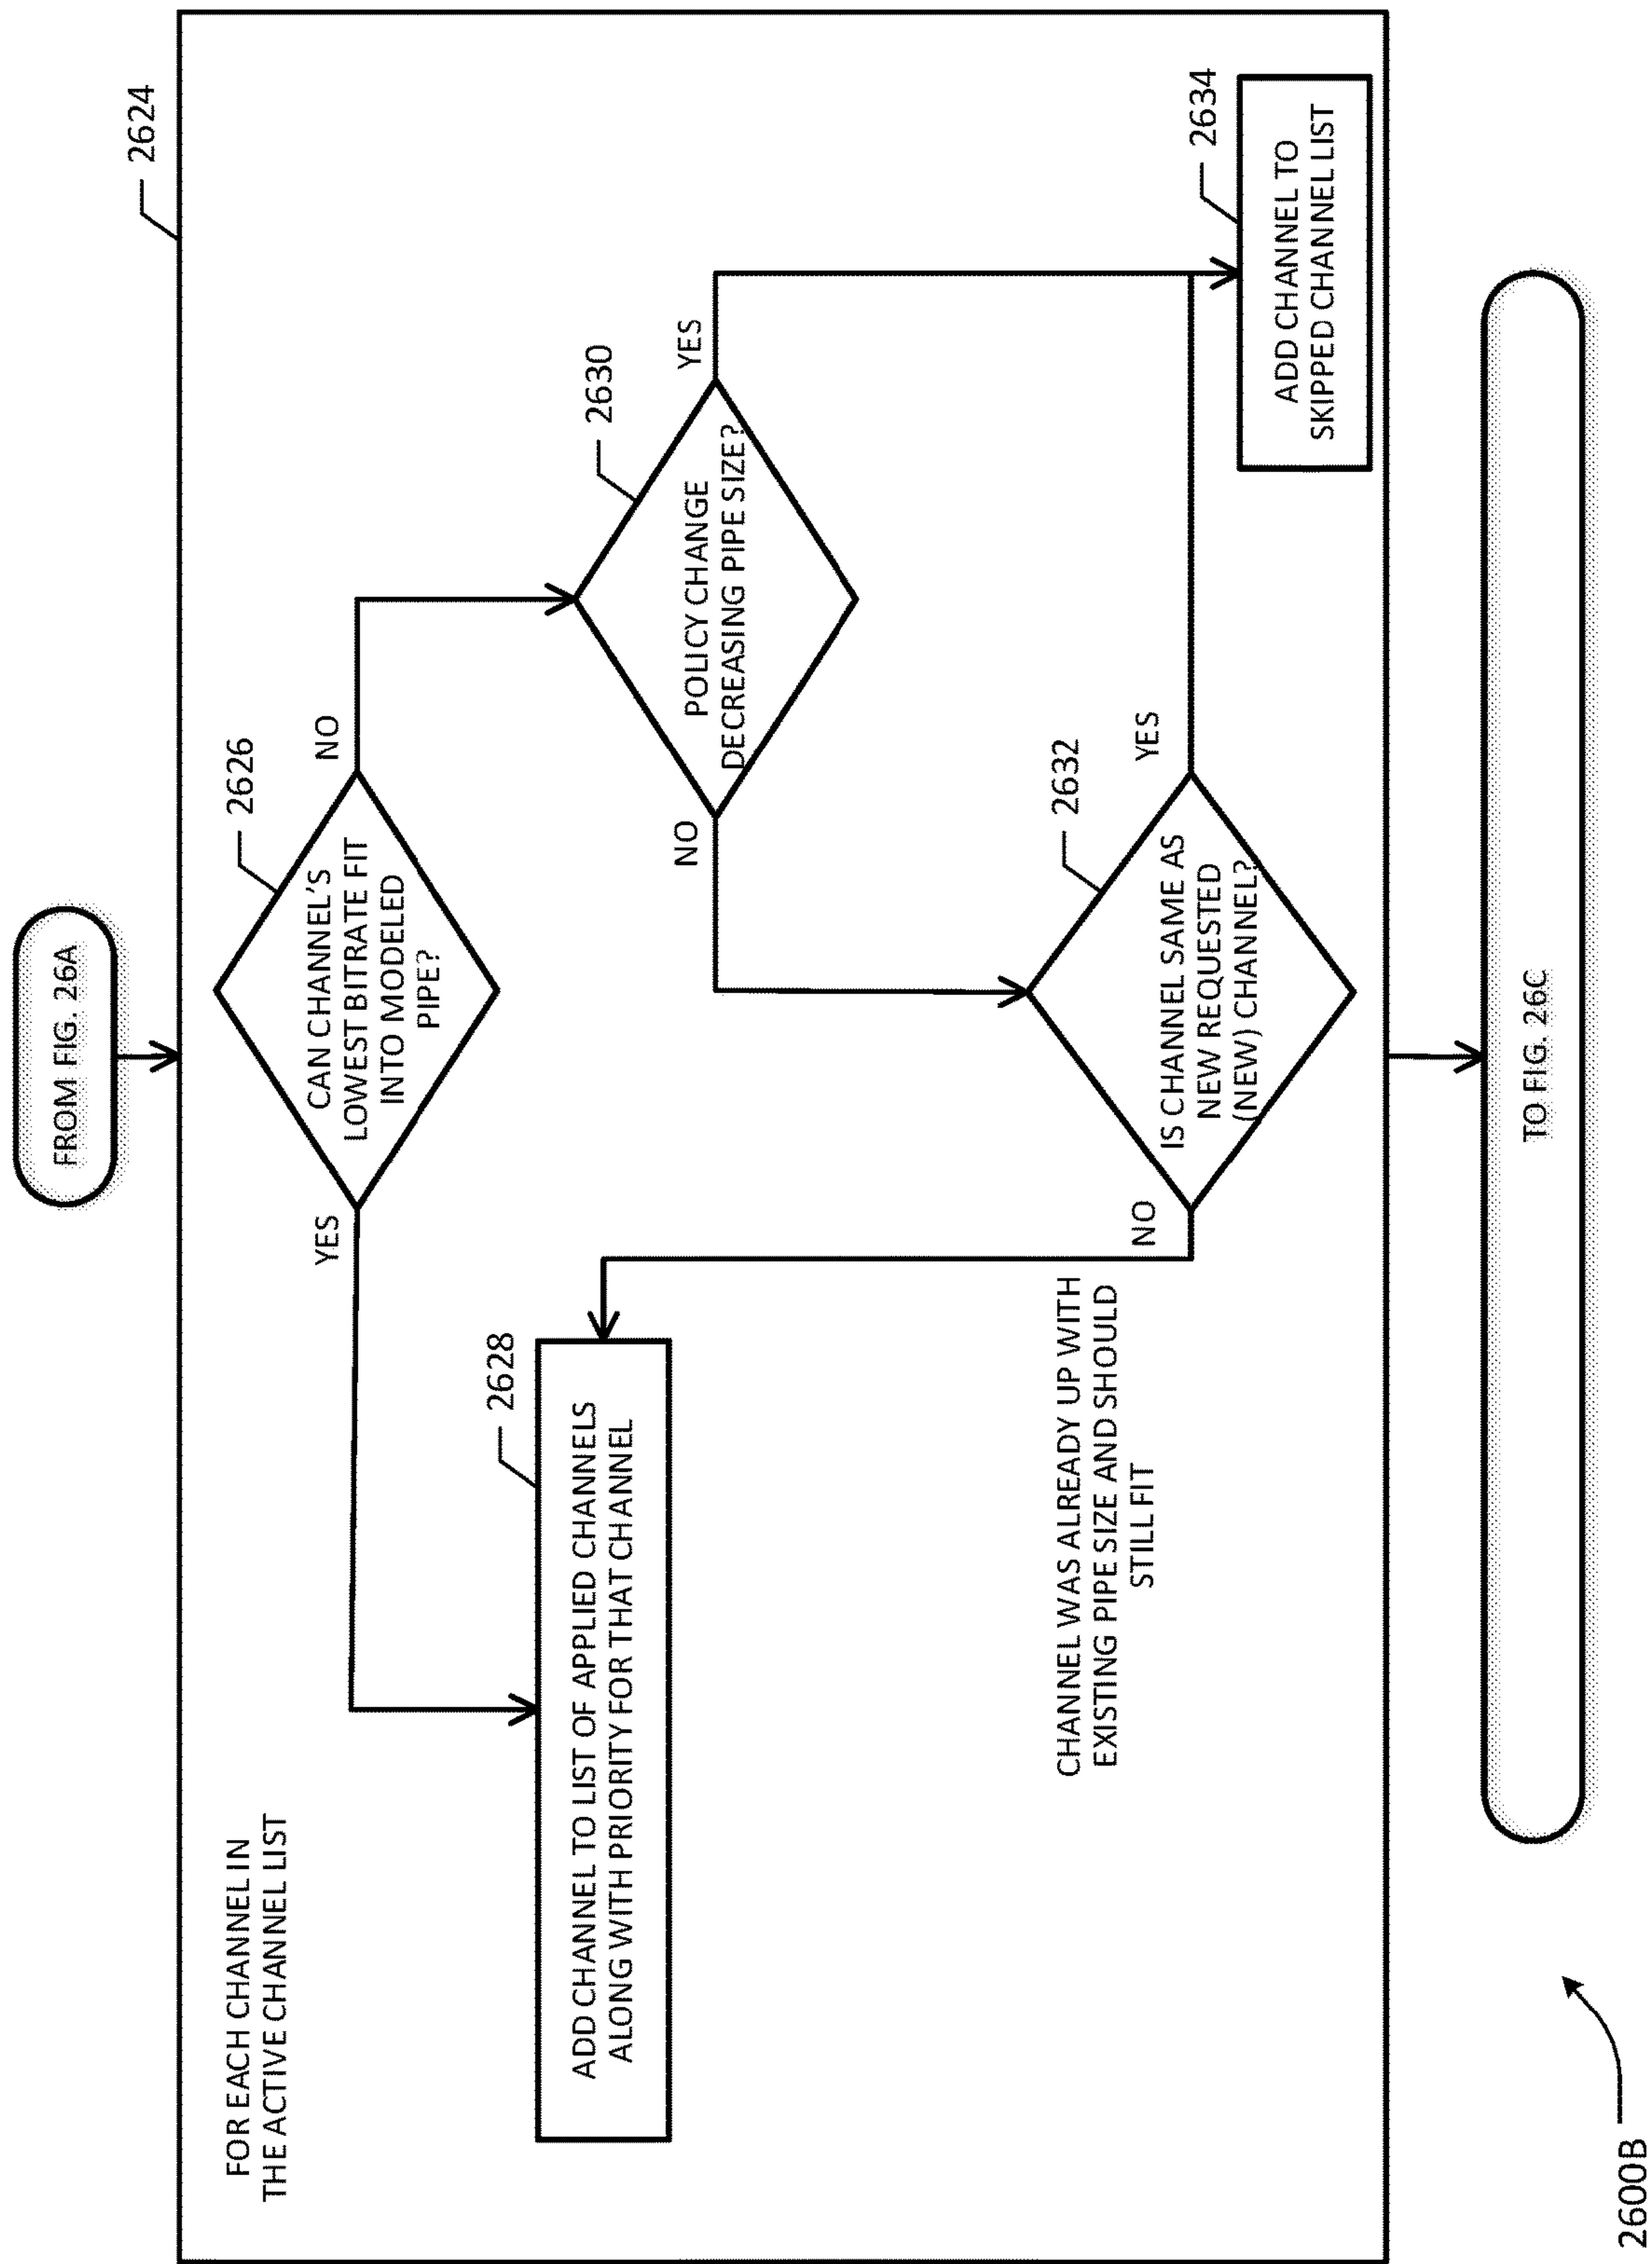 FROM FIG. 26A
2624
FOR EACH CHANNEL IN
THE ACTIVE CHANNEL LIST
2626
CAN CHANNEL'S
LOWEST BITRATE FIT
INTO MODELED
PIPE?
YES
NO
2628
ADD CHANNEL TO LIST OF APPLIED CHANNELS
ALONG WITH PRIORITY FOR THAT CHANNEL
2630
POLICY CHANGE
DECREASING PIPE SIZE?
NO
YES
2632
IS CHANNEL SAME AS
NEW REQUESTED
(NEW) CHANNEL?
NO
YES
CHANNEL WAS ALREADY UP WITH
EXISTING PIPE SIZE AND SHOULD
STILL FIT
2634
ADD CHANNEL TO
SKIPPED CHANNEL LIST
TO FIG. 26C
2600B